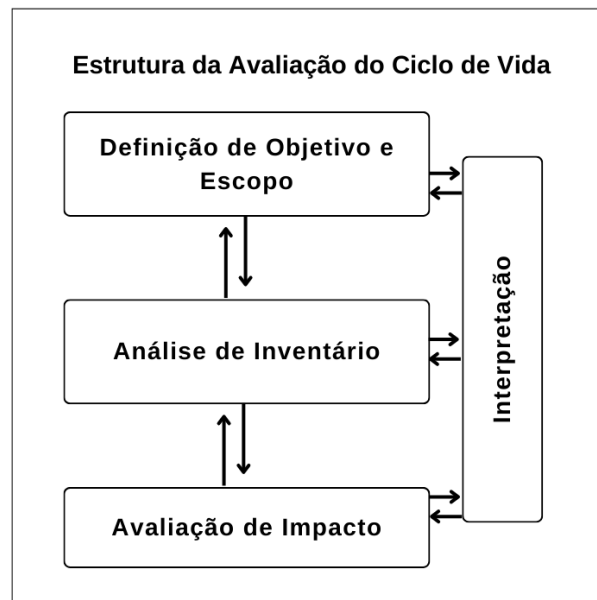 Estrutura da Avaliação do Ciclo de Vida
Definição de Objetivo e
Escopo
Análise de Inventário
Avaliação de Impacto
Interpretação